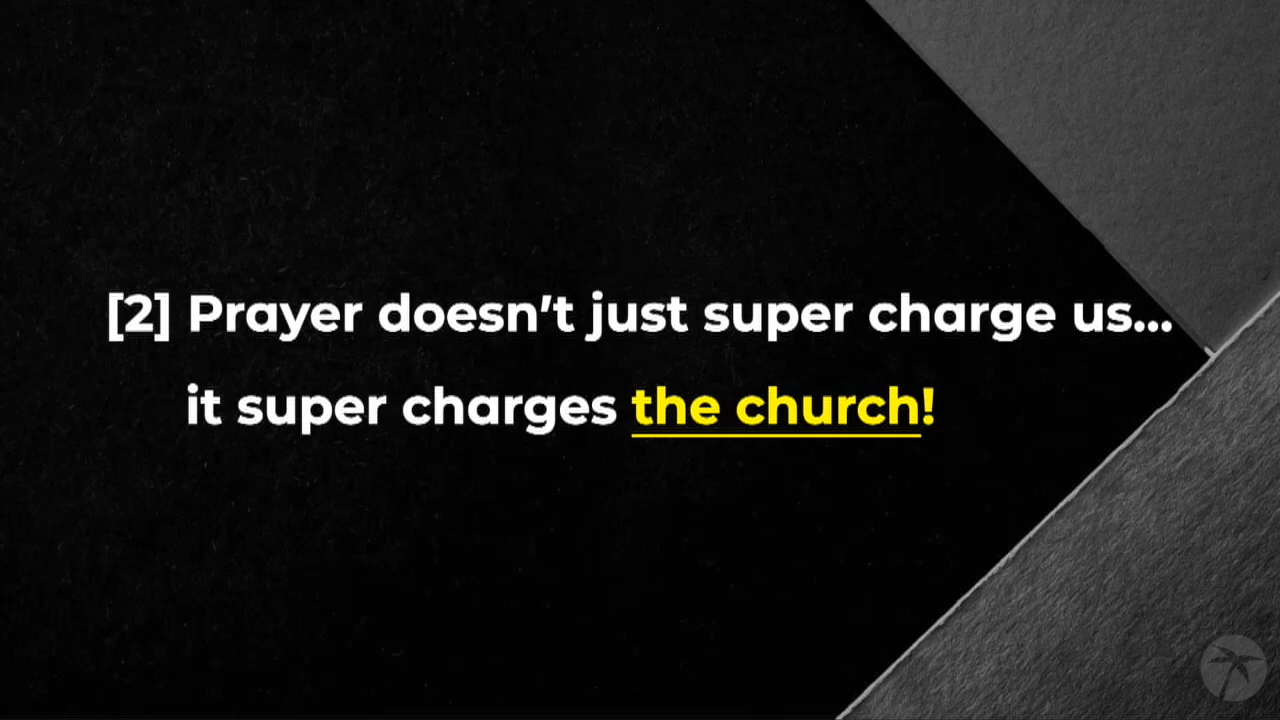 [2] Prayer doesn’t just super charge us...
it super charges the church!